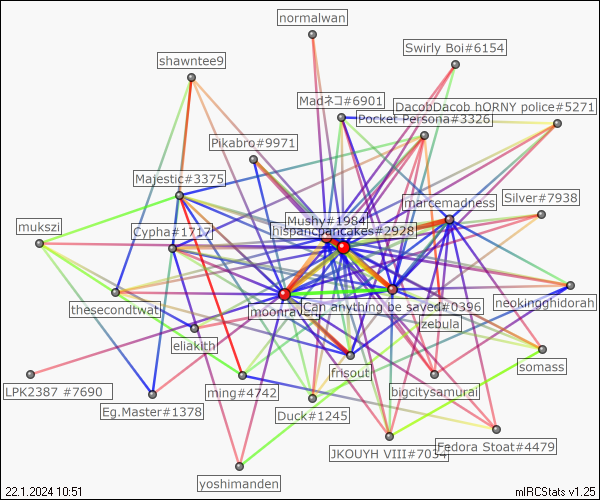 normalwan
Swirly Boi#6154
shawntee9
Madネコ#6901
DacobDacob hORNY police#5271
Pocket Persona#3326
Pikabro#9971
Majestic#3375
marcemadness
Silver#7938
Mushy#1984
hispanicpancakes#2928
Cypha#1717
mukszi
thesecondtwat
moonraven
Can anything be saved#0396
neokingghidorah
rzebula
eliakith
frisout
somass
LPK2387 #7690
ming#4742
bigcitysamurai
Eg.Master#1378
Duck#1245
JKOUYH VIII#7034
Fedora Stoat#4479
yoshimanden
22.1.2024 10:51
mIRCStats v1.25